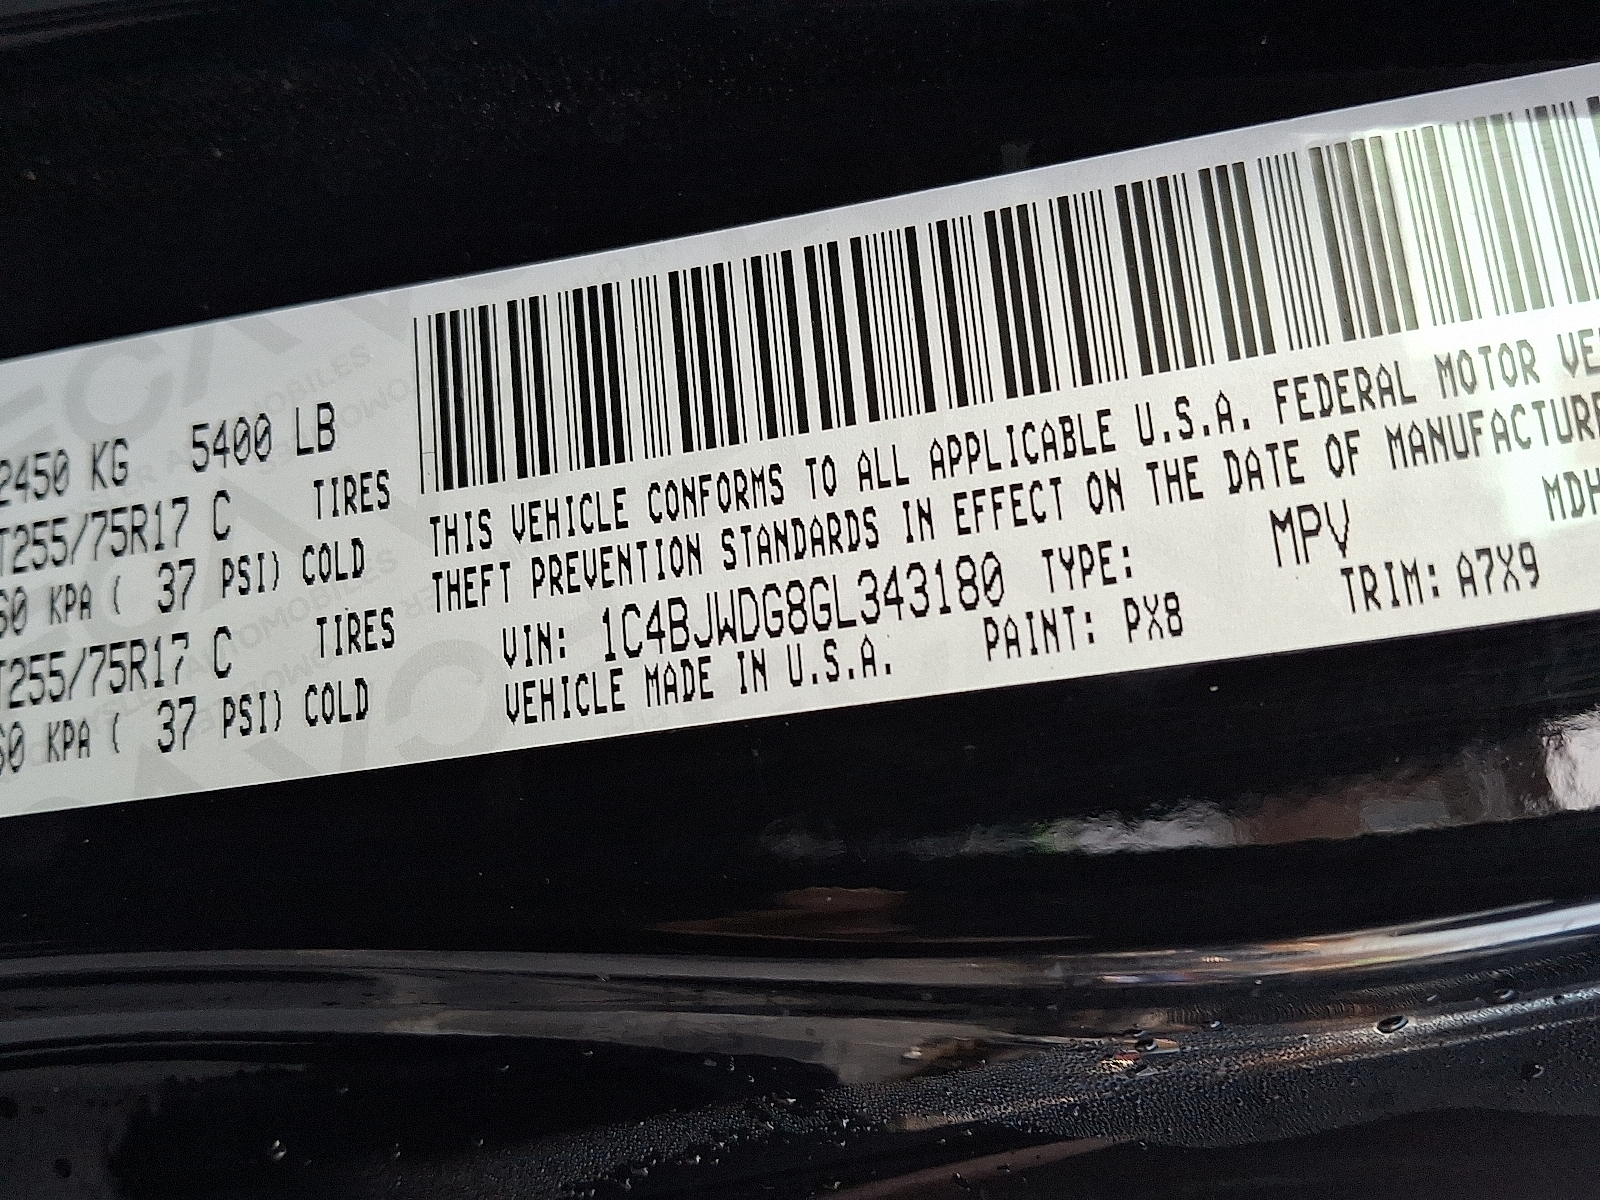 2450 KG 5400 LB
T255/75R17 C TIRES
60 KPA ( 37 PSI) COLD
T255/75R17 C TIRES
60 KPA ( 37 PSI) COLD
THIS VEHICLE CONFORMS TO ALL APPLICABLE U.S.A. FEDERAL MOTOR VE
THEFT PREVENTION STANDARDS IN EFFECT ON THE DATE OF MANUFACTURE
VIN: 1C4BJWDG8GL343180 TYPE: MPV MDH
VEHICLE MADE IN U.S.A. PAINT: PX8 TRIM: A7X9